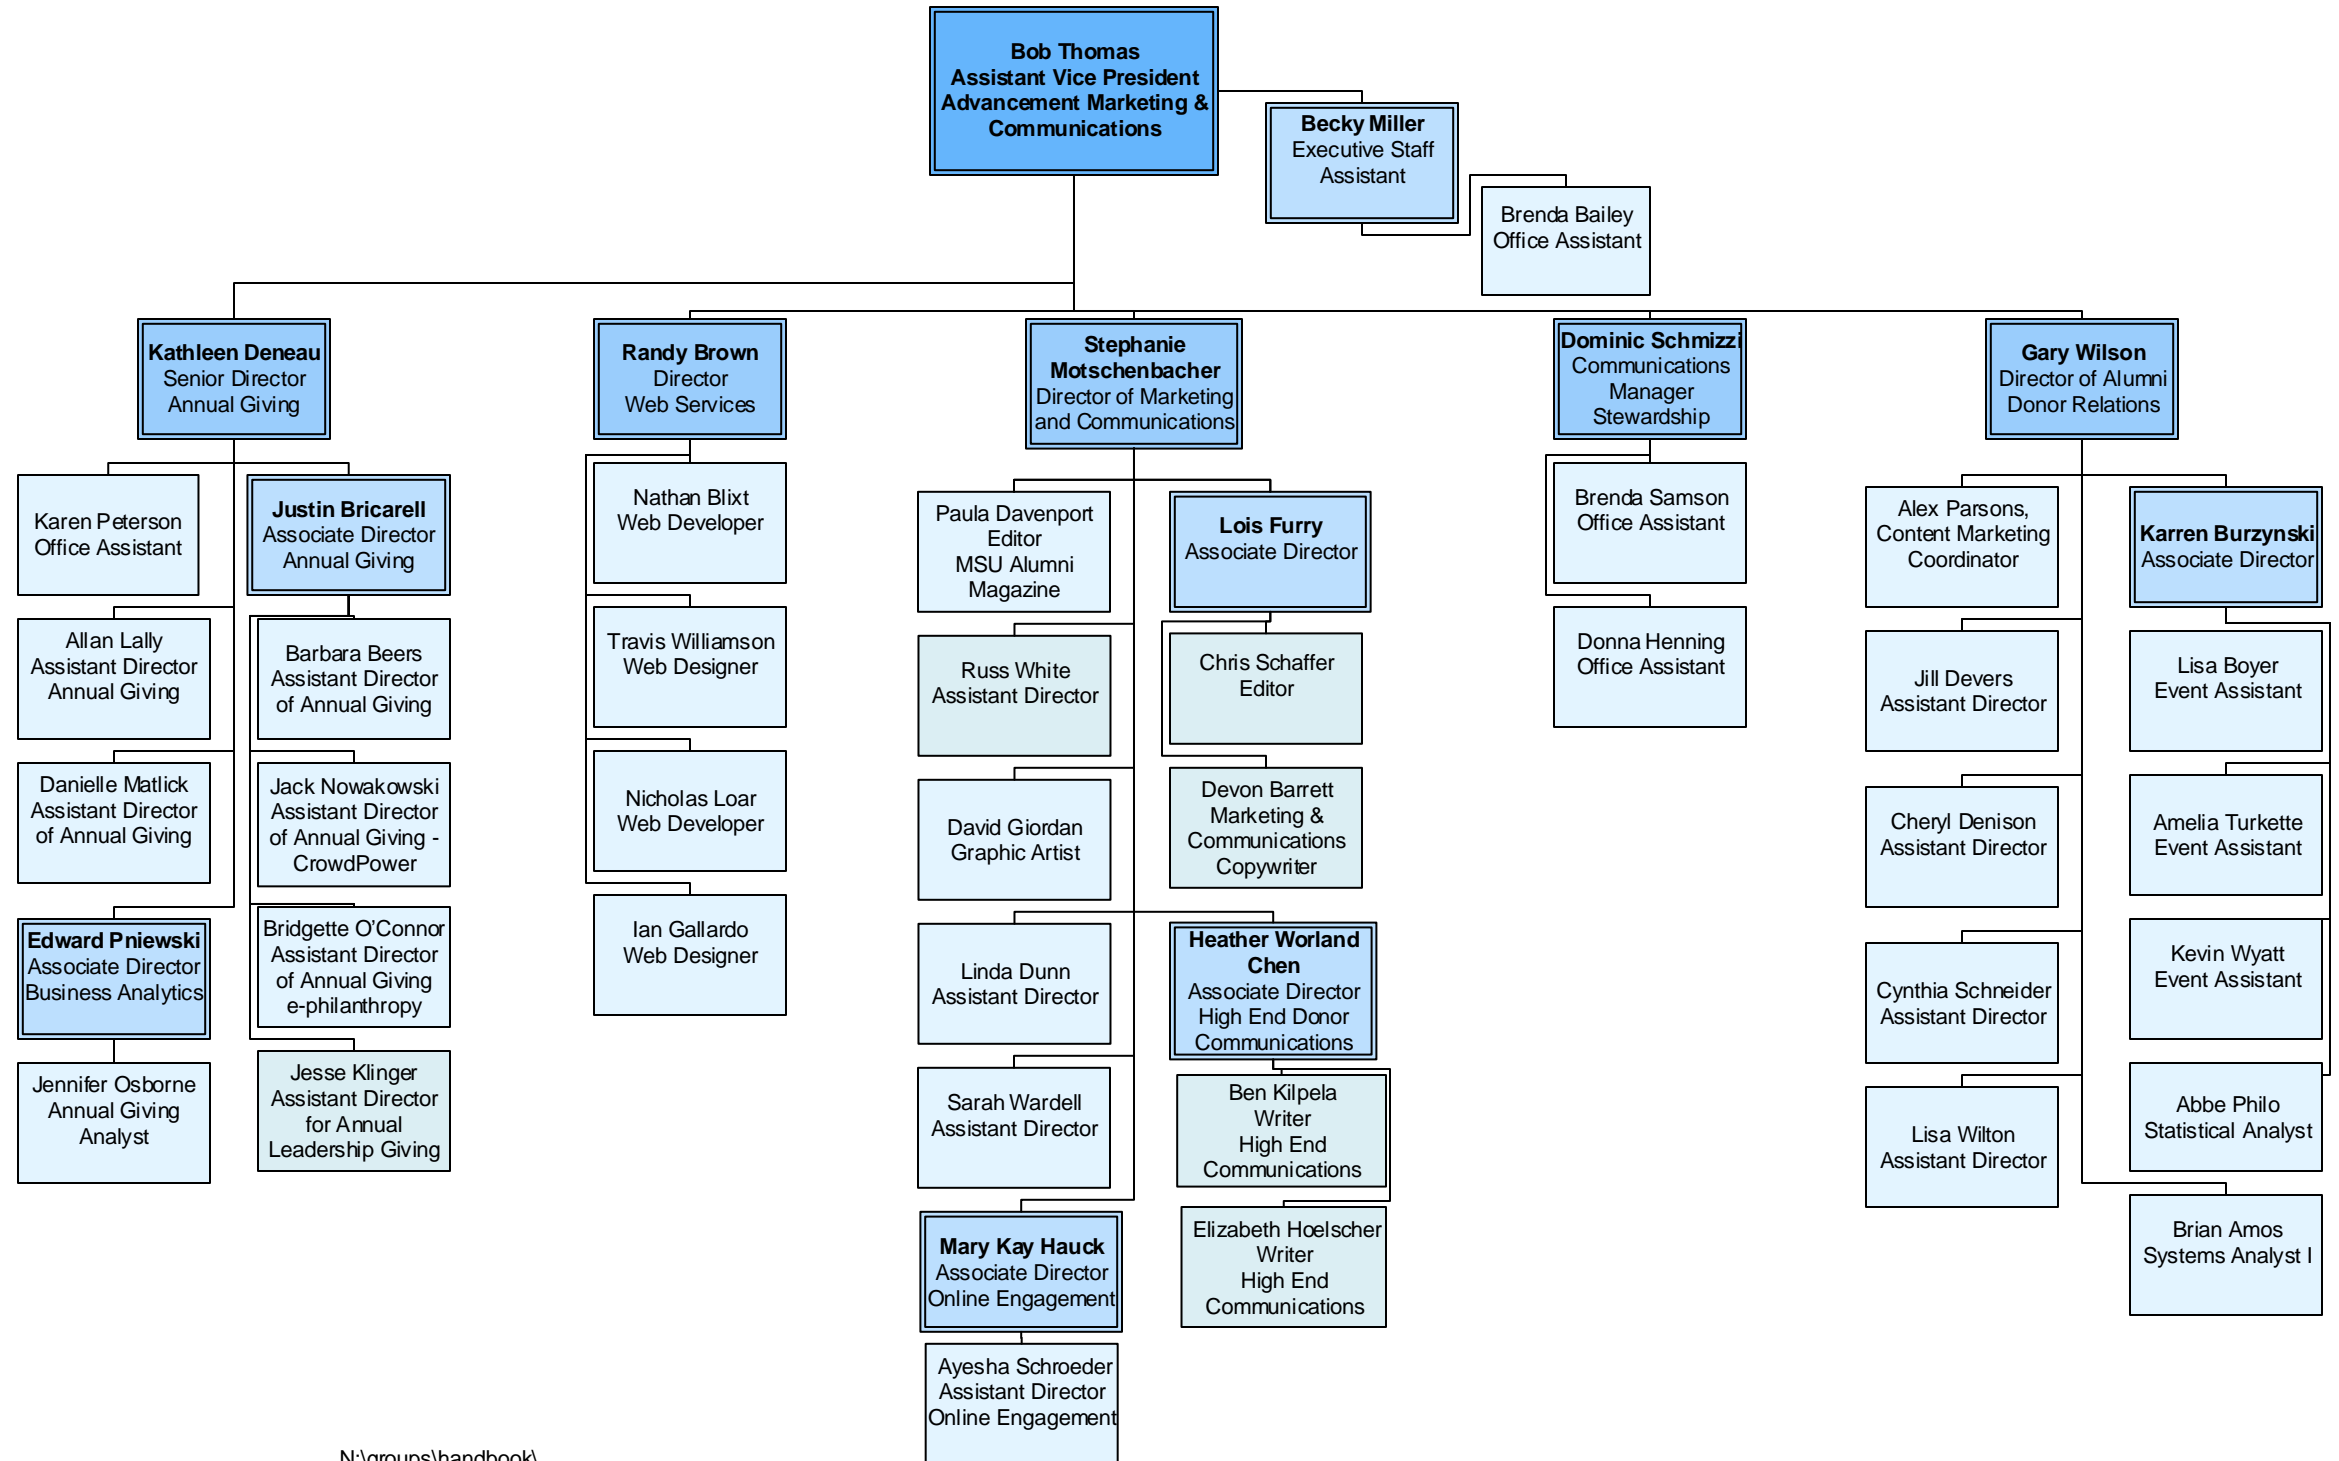 Bob Thomas
Assistant Vice President
Advancement Marketing &
Communications
Becky Miller
Executive Staff
Assistant
Brenda Bailey
Office Assistant
Kathleen Deneau
Senior Director
Annual Giving
Randy Brown
Director
Web Services
Stephanie
Motschenbacher
Director of Marketing
and Communications
Dominic Schmizzi
Communications
Manager
Stewardship
Gary Wilson
Director of Alumni
Donor Relations
Karen Peterson
Office Assistant
Justin Bricarell
Associate Director
Annual Giving
Allan Lally
Assistant Director
Annual Giving
Barbara Beers
Assistant Director
of Annual Giving
Danielle Matlick
Assistant Director
of Annual Giving
Jack Nowakowski
Assistant Director
of Annual Giving -
CrowdPower
Edward Pniewski
Associate Director
Business Analytics
Bridgette O'Connor
Assistant Director
of Annual Giving
e-philanthropy
Jennifer Osborne
Annual Giving
Analyst
Jesse Klinger
Assistant Director
for Annual
Leadership Giving
Nathan Blixt
Web Developer
Travis Williamson
Web Designer
Nicholas Loar
Web Developer
Ian Gallardo
Web Designer
Paula Davenport
Editor
MSU Alumni
Magazine
Lois Furry
Associate Director
Russ White
Assistant Director
Chris Schaffer
Editor
David Giordan
Graphic Artist
Devon Barrett
Marketing &
Communications
Copywriter
Linda Dunn
Assistant Director
Heather Worland
Chen
Associate Director
High End Donor
Communications
Sarah Wardell
Assistant Director
Ben Kilpela
Writer
High End
Communications
Mary Kay Hauck
Associate Director
Online Engagement
Elizabeth Hoelscher
Writer
High End
Communications
Ayesha Schroeder
Assistant Director
Online Engagement
Brenda Samson
Office Assistant
Donna Henning
Office Assistant
Alex Parsons,
Content Marketing
Coordinator
Karren Burzynski
Associate Director
Jill Devers
Assistant Director
Lisa Boyer
Event Assistant
Cheryl Denison
Assistant Director
Amelia Turkette
Event Assistant
Cynthia Schneider
Assistant Director
Kevin Wyatt
Event Assistant
Lisa Wilton
Assistant Director
Abbe Philo
Statistical Analyst
Brian Amos
Systems Analyst I
N:\groups\handbook\